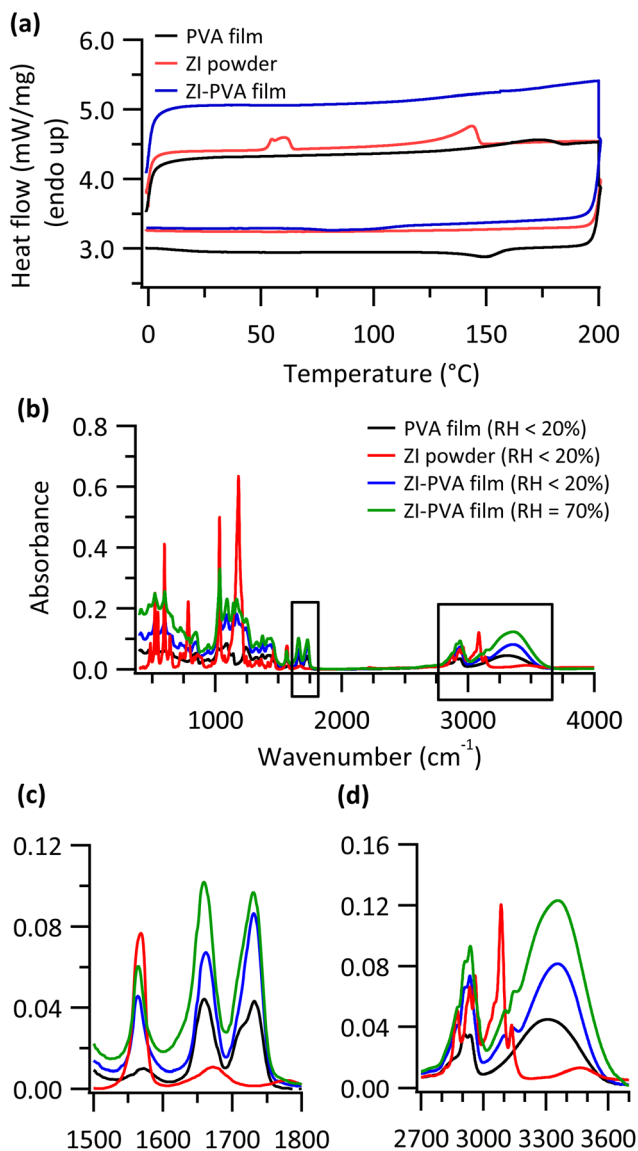 (a)
PVA film
ZI powder
ZI-PVA film
Heat flow (mW/mg)
(endo up)
6.0
5.0
4.0
3.0
0 50 100 150 200
Temperature (°C)
(b)
PVA film (RH < 20%)
ZI powder (RH < 20%)
ZI-PVA film (RH < 20%)
ZI-PVA film (RH = 70%)
Absorbance
0.8
0.6
0.4
0.2
0.0
1000 2000 3000 4000
Wavenumber (cm⁻¹)
(c)
0.12
0.08
0.04
0.00
1500 1600 1700 1800
(d)
0.16
0.12
0.08
0.04
0.00
2700 3000 3300 3600